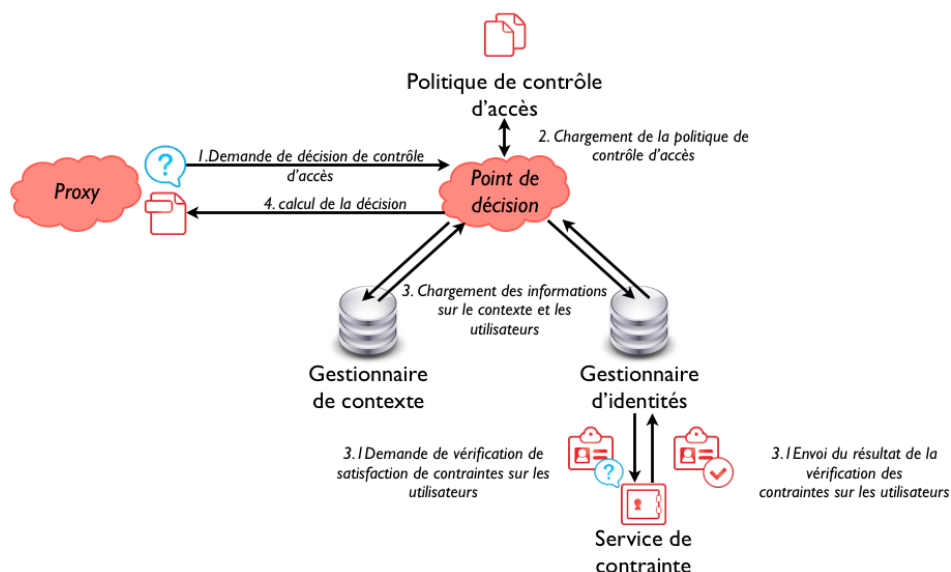 Politique de contrôle
d'accès
2. Chargement de la politique de
contrôle d'accès
1.Demande de décision de contrôle
d'accès
?
Proxy
Point de
décision
4. calcul de la décision
3. Chargement des informations
sur le contexte et les
utilisateurs
Gestionnaire
de contexte
Gestionnaire
d'identités
3.1Demande de vérification de
satisfaction de contraintes sur les
utilisateurs
?
3.1Envoi du résultat de la
vérification des
contraintes sur les utilisateurs
Service de
contrainte